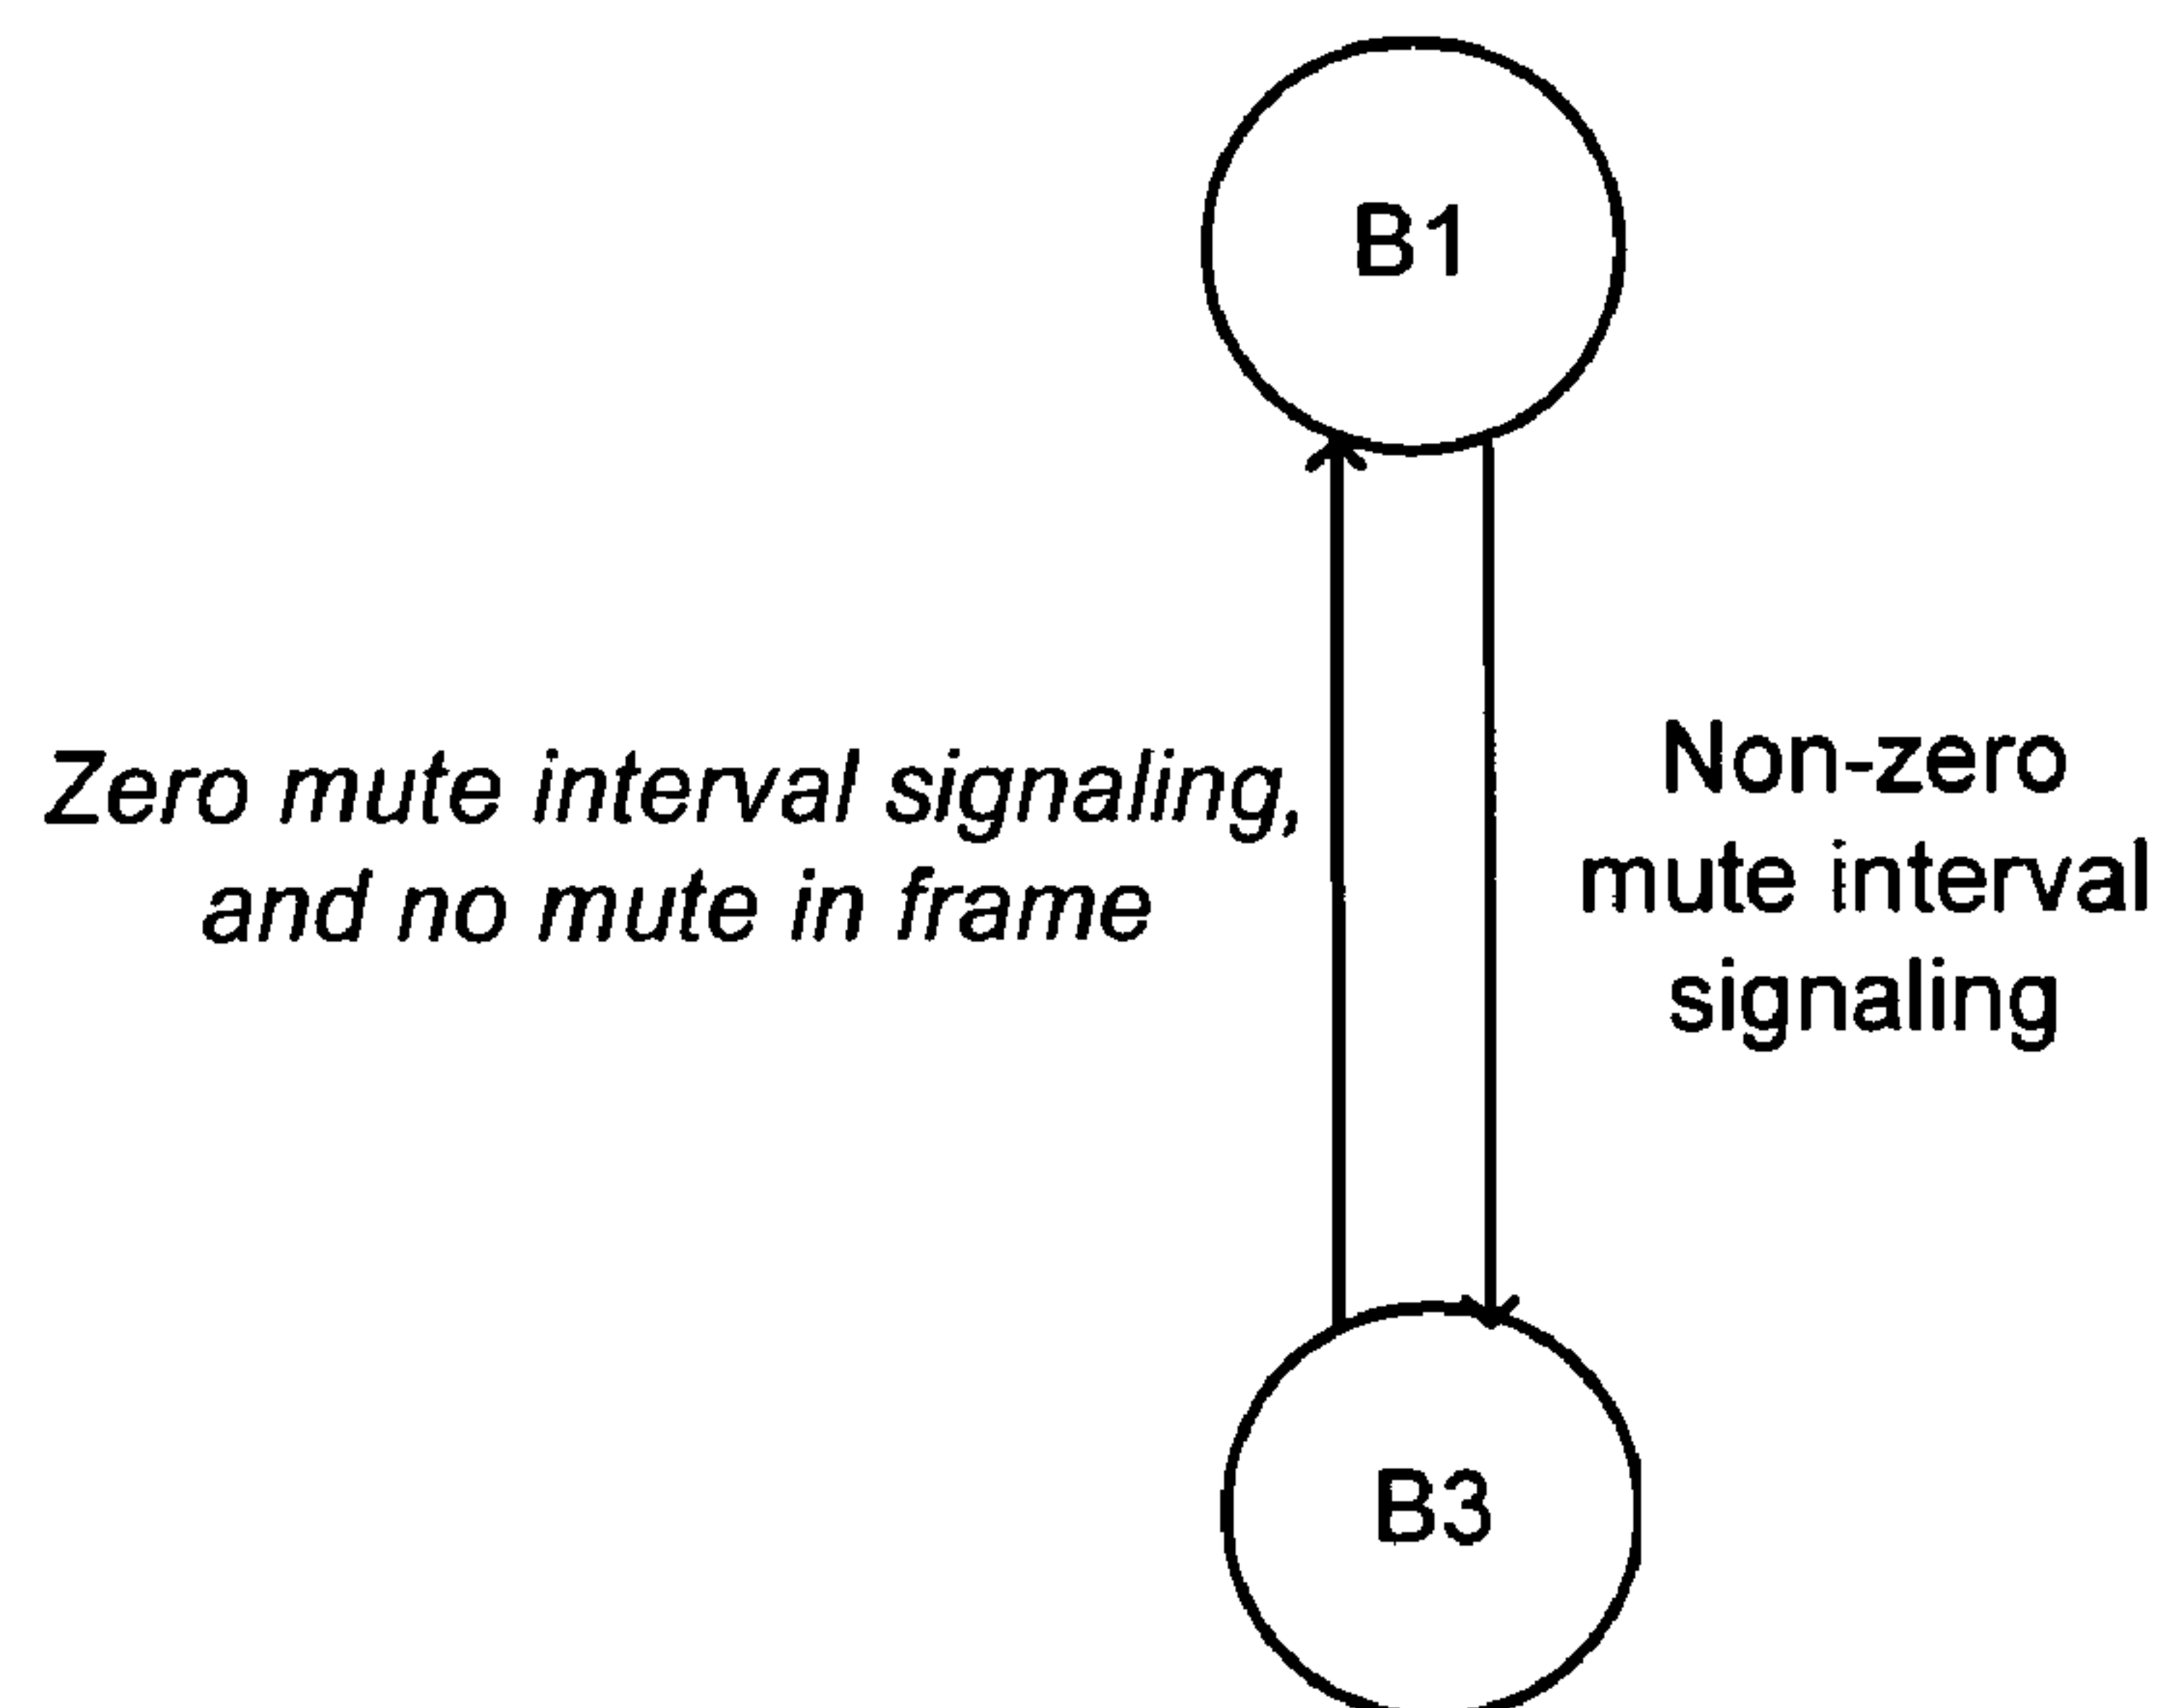 B1
Zero mute interval signaling,
and no mute in frame
Non-zero
mute interval
signaling
B3